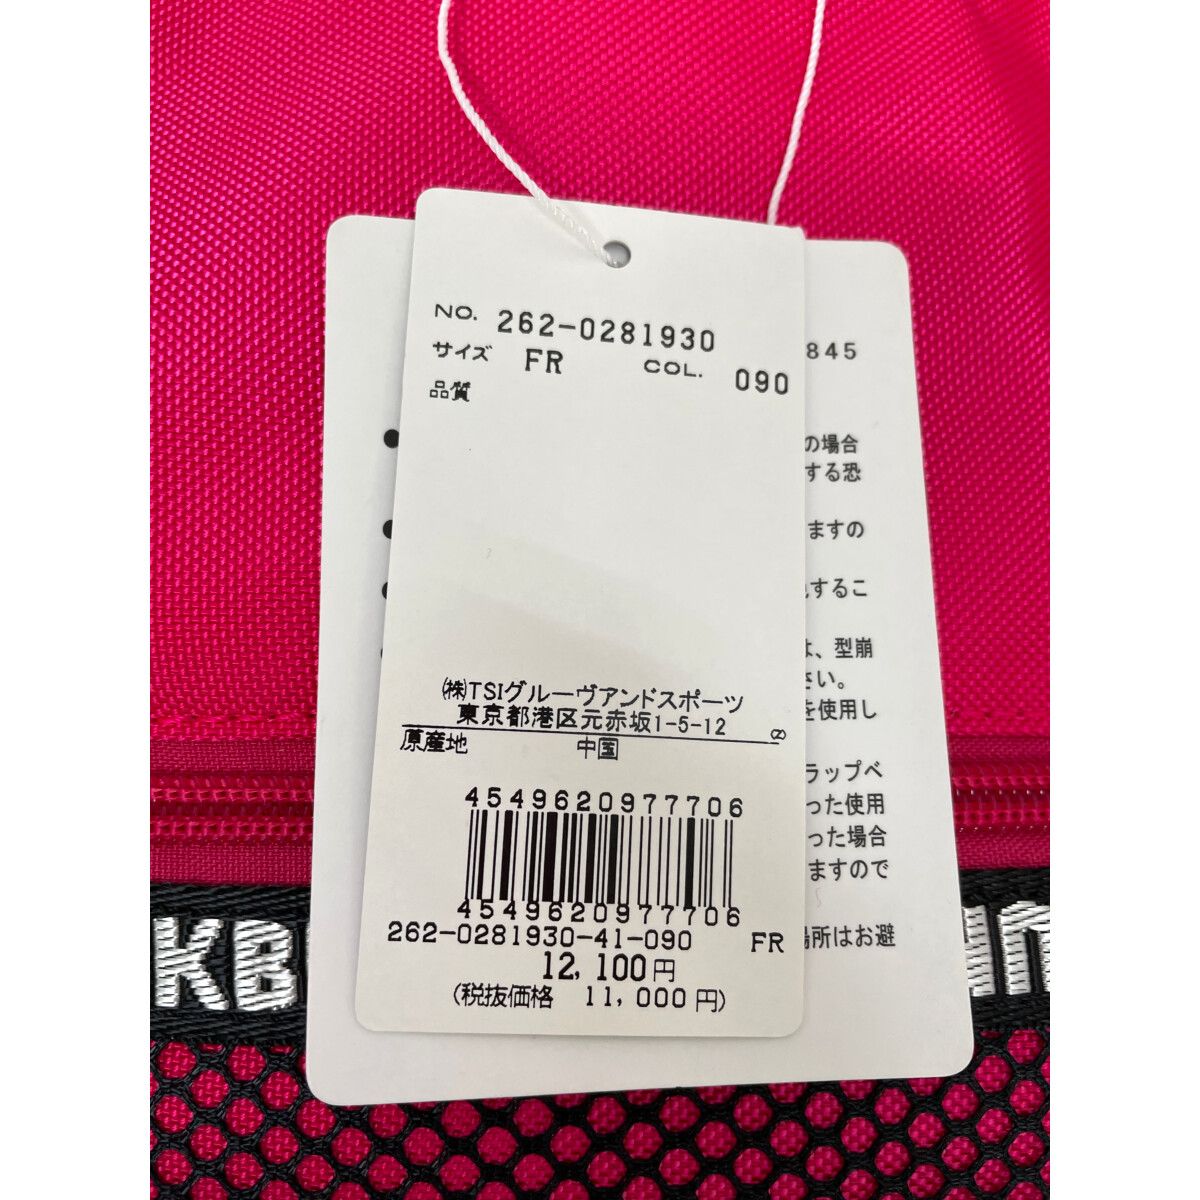 NO. 262-0281930
サイズ FR COL. 090
品質
㈱TSIグルーヴアンドスポーツ
東京都港区元赤坂1-5-12
(Z)
原産地 中国
4549620977706
4549620977706
262-0281930-41-090 FR
12,100円
(税抜価格 11,000円)
845
の場合
する恐
ますの
するこ
、型崩
さい。
を使用し
ラップベ
った使用
った場合
ますので
場所はお避
KB